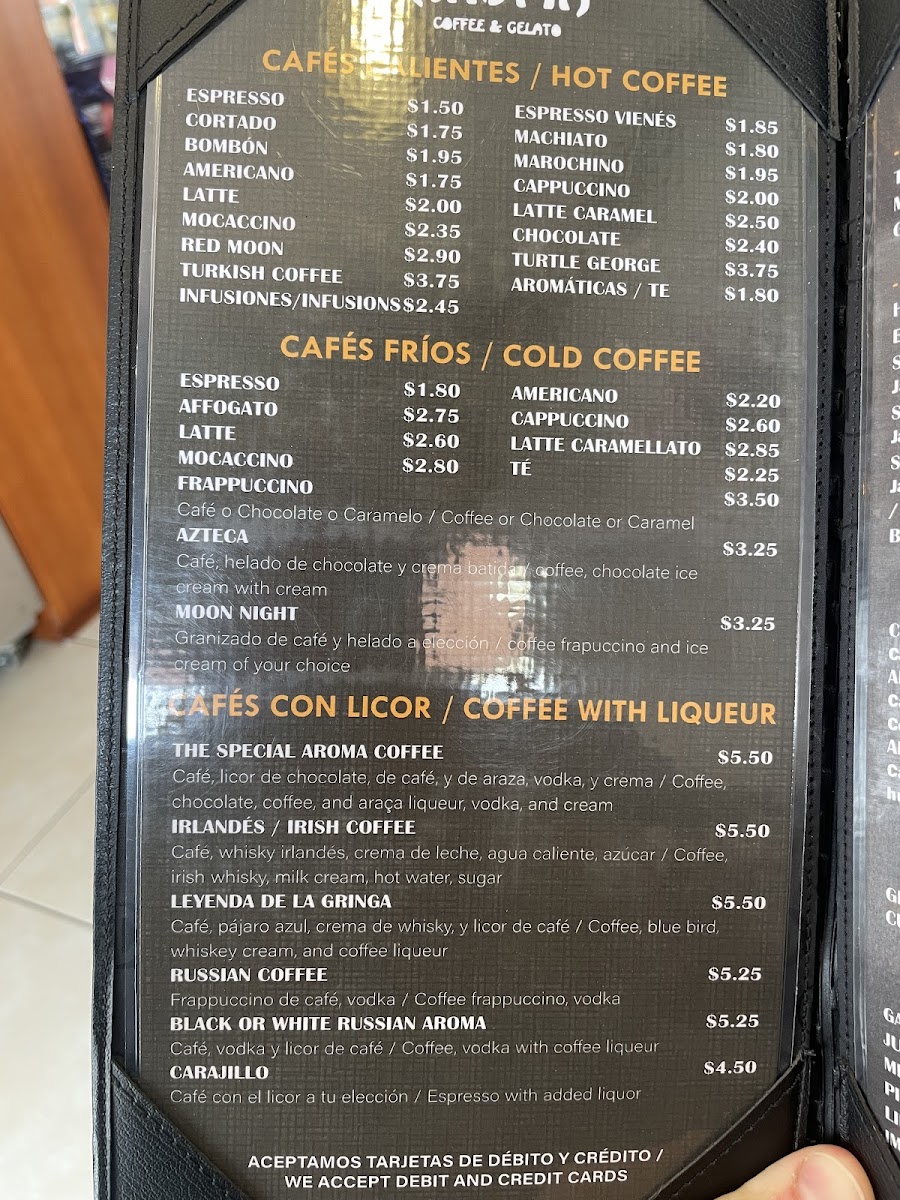 COFFEE & GELATO
CAFÉS CALIENTES / HOT COFFEE
ESPRESSO $1.50
CORTADO $1.75
BOMBÓN $1.95
AMERICANO $1.75
LATTE $2.00
MOCACCINO $2.35
RED MOON $2.90
TURKISH COFFEE $3.75
INFUSIONES/INFUSIONS $2.45
ESPRESSO VIENÉS $1.85
MACHIATO $1.80
MAROCHINO $1.95
CAPPUCCINO $2.00
LATTE CARAMEL $2.50
CHOCOLATE $2.40
TURTLE GEORGE $3.75
AROMÁTICAS / TE $1.80
CAFÉS FRÍOS / COLD COFFEE
ESPRESSO $1.80
AFFOGATO $2.75
LATTE $2.60
MOCACCINO $2.80
AMERICANO $2.20
CAPPUCCINO $2.60
LATTE CARAMELLATO $2.85
TÉ $2.25
FRAPPUCCINO $3.50
Café o Chocolate o Caramelo / Coffee or Chocolate or Caramel
AZTECA $3.25
Café, helado de chocolate y crema batida / coffee, chocolate ice
cream with cream
MOON NIGHT $3.25
Granizado de café y helado a elección / coffee frapuccino and ice
cream of your choice
CAFÉS CON LICOR / COFFEE WITH LIQUEUR
THE SPECIAL AROMA COFFEE $5.50
Café, licor de chocolate, de café, y de araza, vodka, y crema / Coffee,
chocolate, coffee, and araça liqueur, vodka, and cream
IRLANDÉS / IRISH COFFEE $5.50
Café, whisky irlandés, crema de leche, agua caliente, azúcar / Coffee,
irish whisky, milk cream, hot water, sugar
LEYENDA DE LA GRINGA $5.50
Café, pájaro azul, crema de whisky, y licor de café / Coffee, blue bird,
whiskey cream, and coffee liqueur
RUSSIAN COFFEE $5.25
Frappuccino de café, vodka / Coffee frappuccino, vodka
BLACK OR WHITE RUSSIAN AROMA $5.25
Café, vodka y licor de café / Coffee, vodka with coffee liqueur
CARAJILLO $4.50
Café con el licor a tu elección / Espresso with added liquor
ACEPTAMOS TARJETAS DE DÉBITO Y CRÉDITO /
WE ACCEPT DEBIT AND CREDIT CARDS